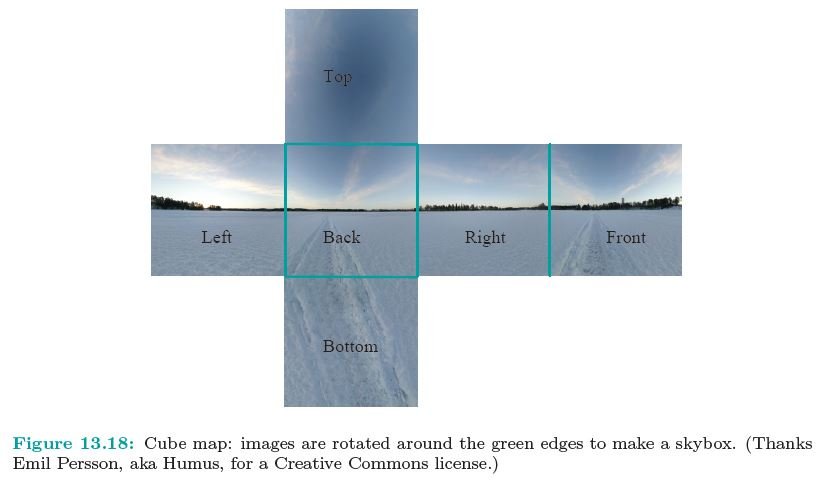 Top
Left
Back
Right
Front
Bottom
Figure 13.18: Cube map: images are rotated around the green edges to make a skybox. (Thanks
Emil Persson, aka Humus, for a Creative Commons license.)